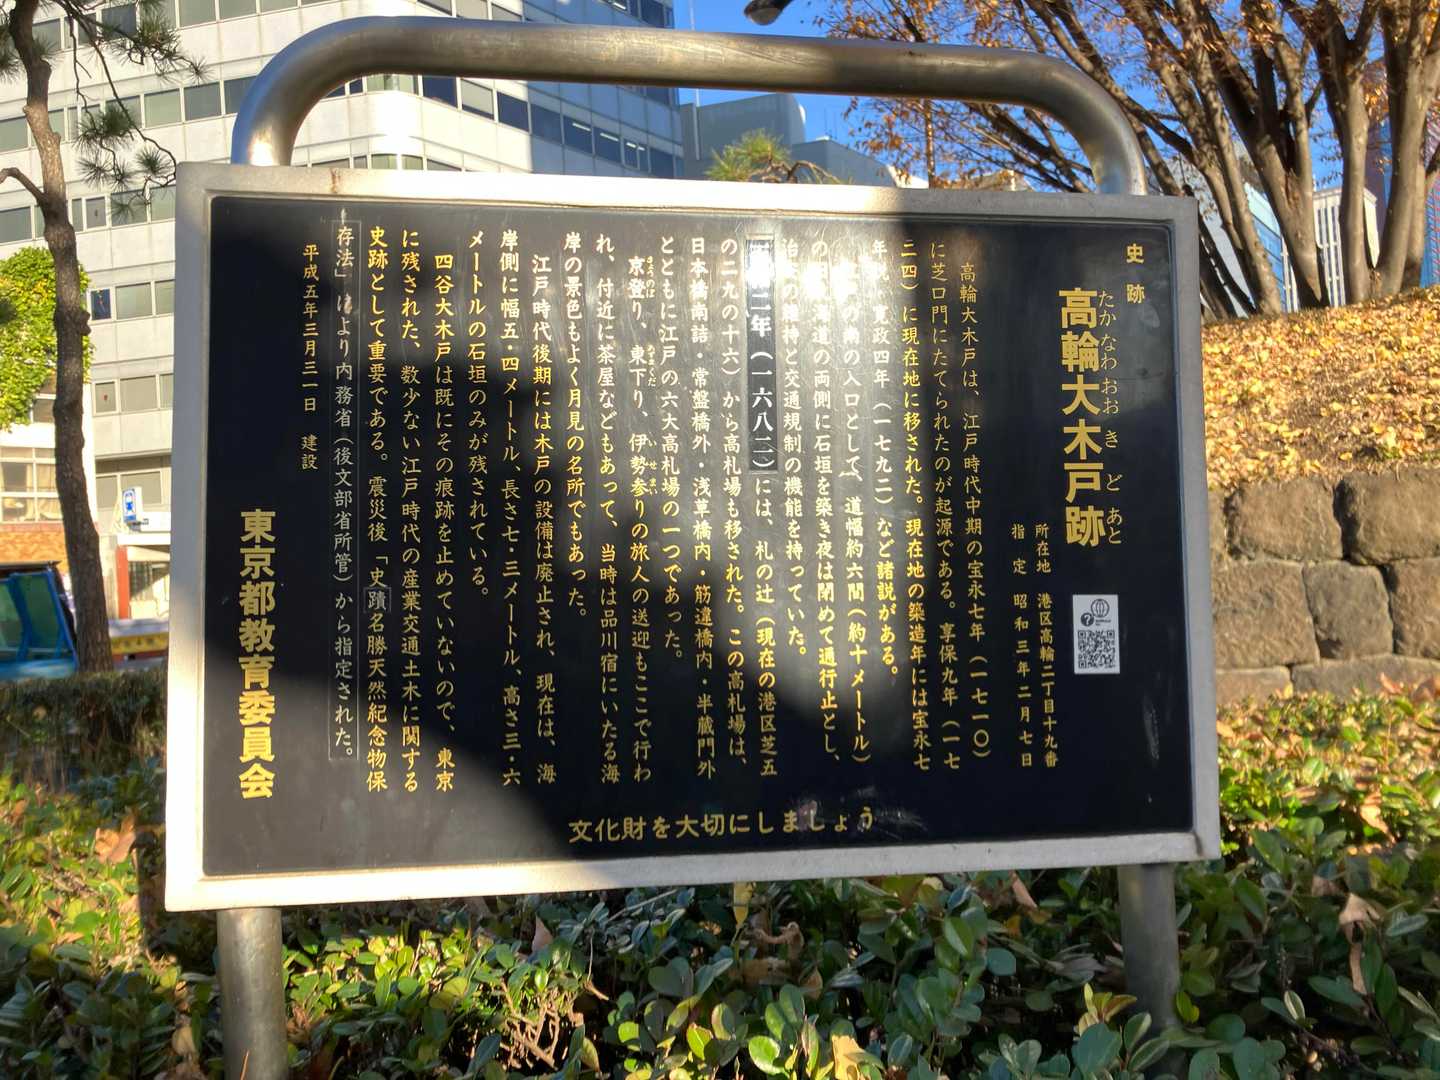 史跡
高輪大木戸跡
たかなわおおきどあと
所在地 港区高輪二丁目十九番
指定 昭和三年二月七日
高輪大木戸は、江戸時代中期の宝永七年(一七一〇)
に芝口門にたてられたのが起源である。享保九年(一七
二四)に現在地に移された。現在地の築造年には宝永七
年説・寛政四年(一七九二)など諸説がある。
の南の入口として、道幅約六間(約十メートル)
の 海道の両側に石垣を築き夜は閉めて通行止とし、
治 の維持と交通規制の機能を持っていた。
二年(一六八二)には、札の辻(現在の港区芝五
の二九の十六)から高札場も移された。この高札場は、
日本橋南詰・常盤橋外・浅草橋内・筋違橋内・半蔵門外
とともに江戸の六大高札場の一つであった。
京登り、東下り、伊勢参りの旅人の送迎もここで行わ
れ、付近に茶屋などもあって、当時は品川宿にいたる海
岸の景色もよく月見の名所でもあった。
江戸時代後期には木戸の設備は廃止され、現在は、海
岸側に幅五・四メートル、長さ七・三メートル、高さ三・六
メートルの石垣のみが残されている。
四谷大木戸は既にその痕跡を止めていないので、東京
に残された、数少ない江戸時代の産業交通土木に関する
史跡として重要である。震災後「史蹟名勝天然紀念物保
存法」により内務省(後文部省所管)から指定された。
平成五年三月三一日 建設
東京都教育委員会
文化財を大切にしましょう